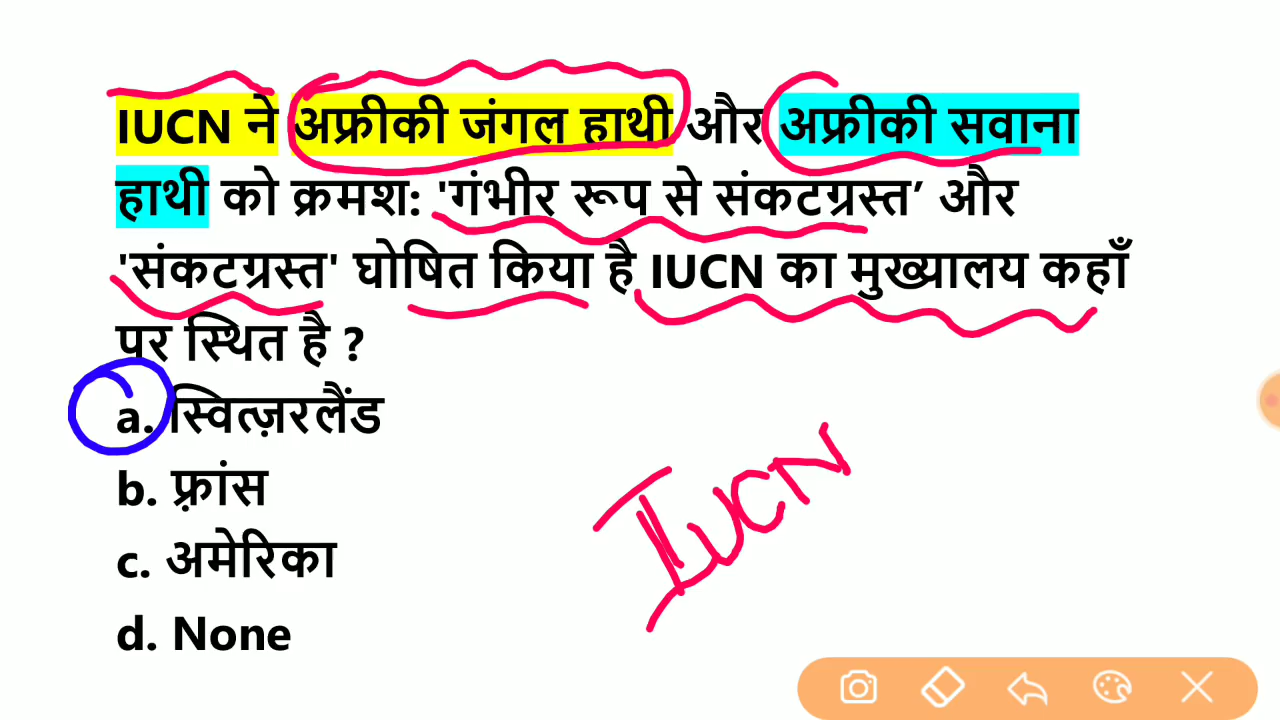 IUCN ने अफ्रीकी जंगल हाथी और अफ्रीकी सवाना
हाथी को क्रमश: 'गंभीर रूप से संकटग्रस्त’ और
'संकटग्रस्त' घोषित किया है IUCN का मुख्यालय कहाँ
पर स्थित है ?
a. स्वित्ज़रलैंड
b. फ़्रांस
c. अमेरिका
d. None
IUCN